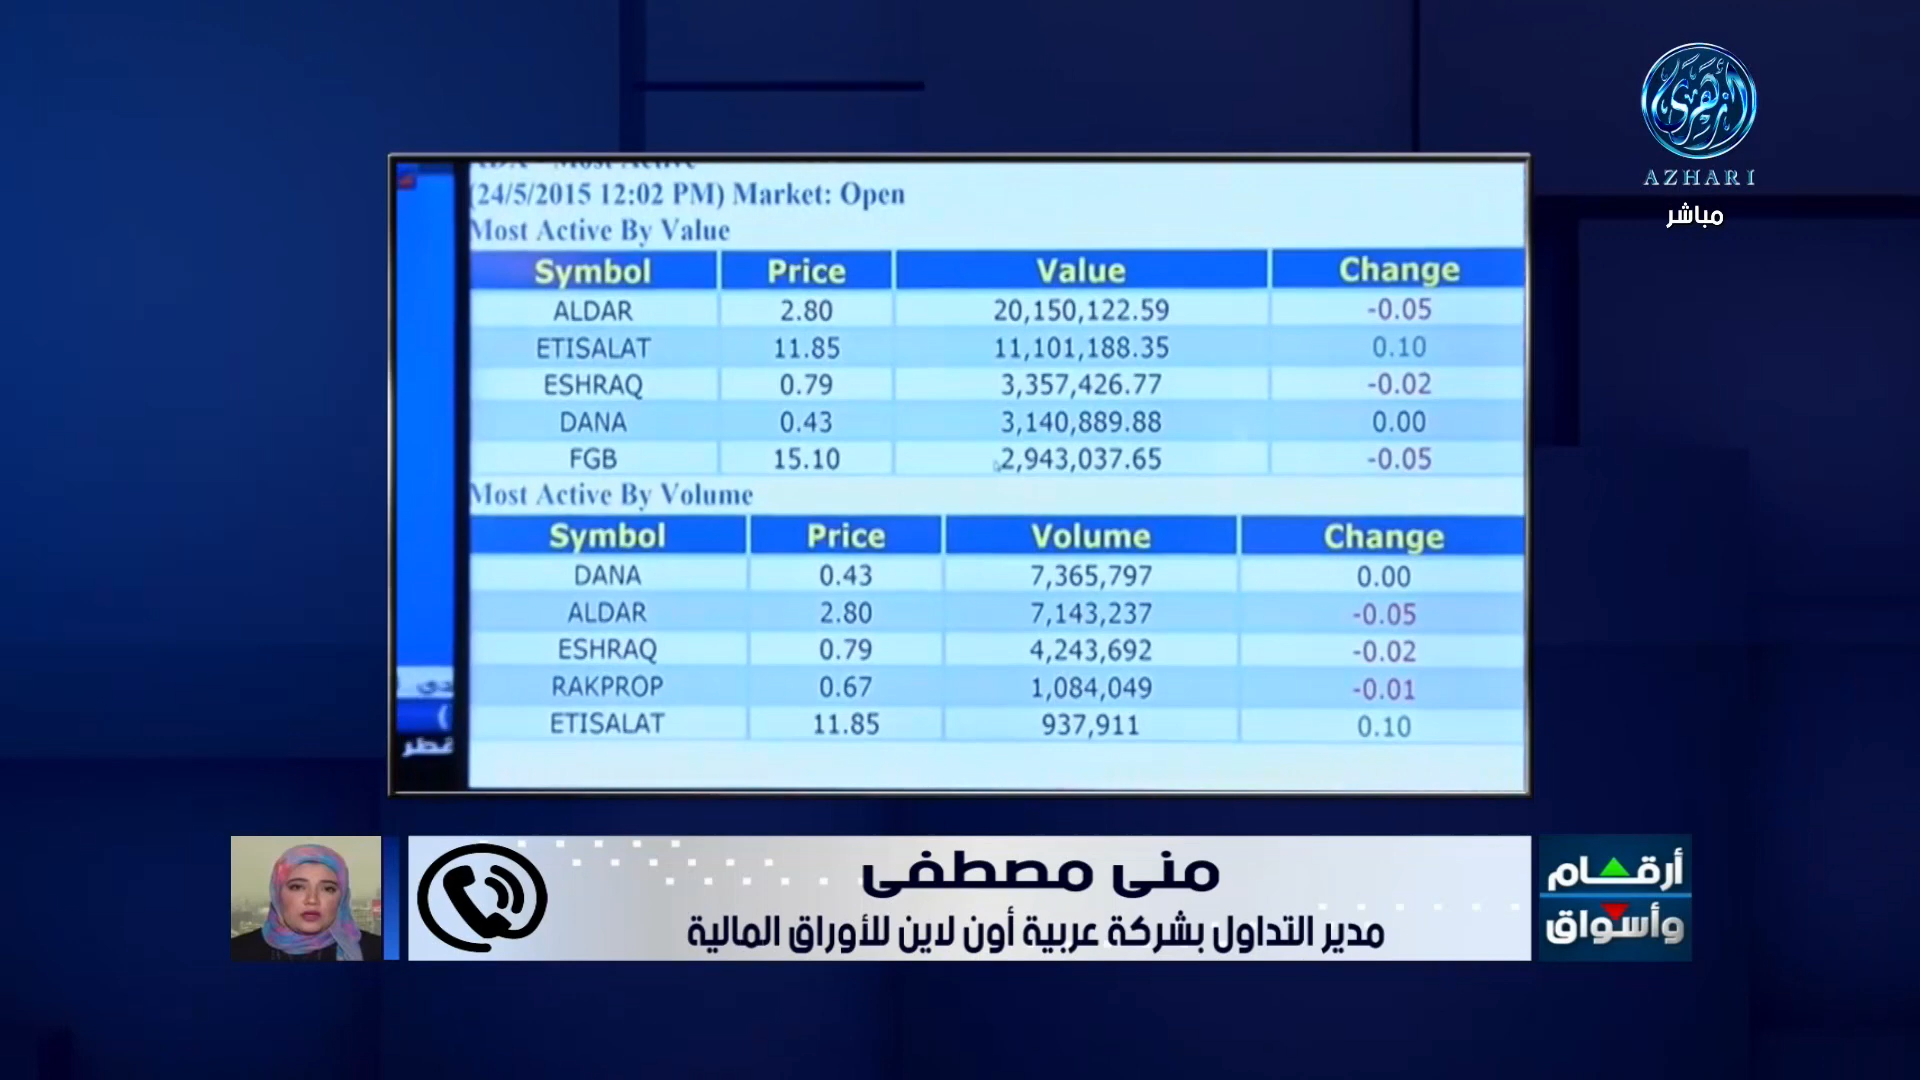 أزهري
AZHARI
مباشر
ADX - Most Active
(24/5/2015 12:02 PM) Market: Open
Most Active By Value
Symbol Price Value Change
ALDAR 2.80 20,150,122.59 -0.05
ETISALAT 11.85 11,101,188.35 0.10
ESHRAQ 0.79 3,357,426.77 -0.02
DANA 0.43 3,140,889.88 0.00
FGB 15.10 2,943,037.65 -0.05
Most Active By Volume
Symbol Price Volume Change
DANA 0.43 7,365,797 0.00
ALDAR 2.80 7,143,237 -0.05
ESHRAQ 0.79 4,243,692 -0.02
RAKPROP 0.67 1,084,049 -0.01
ETISALAT 11.85 937,911 0.10
قطر
منى مصطفى
مدير التداول بشركة عربية أون لاين للأوراق المالية
أرقام
وأسواق